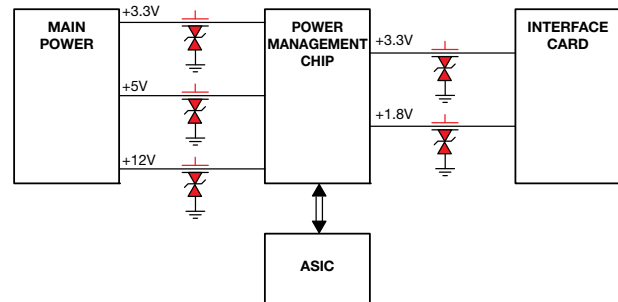 MAIN
POWER
+3.3V
+5V
+12V
POWER
MANAGEMENT
CHIP
+3.3V
+1.8V
INTERFACE
CARD
ASIC